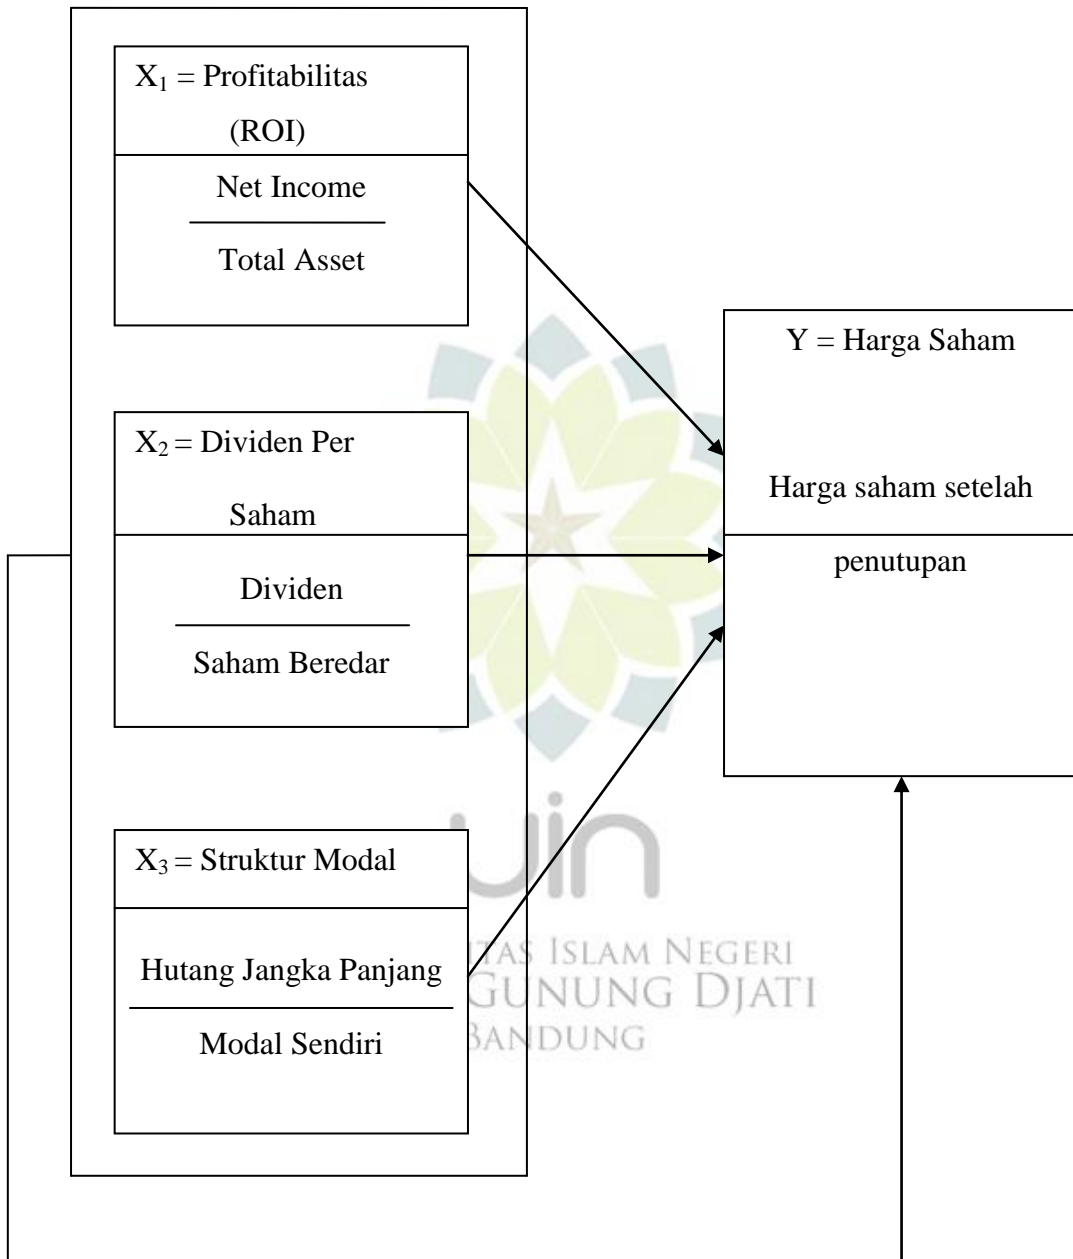 X₁ = Profitabilitas
(ROI)
Net Income
Total Asset
X₂ = Dividen Per
Saham
Dividen
Saham Beredar
X₃ = Struktur Modal
Hutang Jangka Panjang
Modal Sendiri
Y = Harga Saham
Harga saham setelah
penutupan
uin
ITAS ISLAM NEGERI
GUNUNG DJATI
BANDUNG